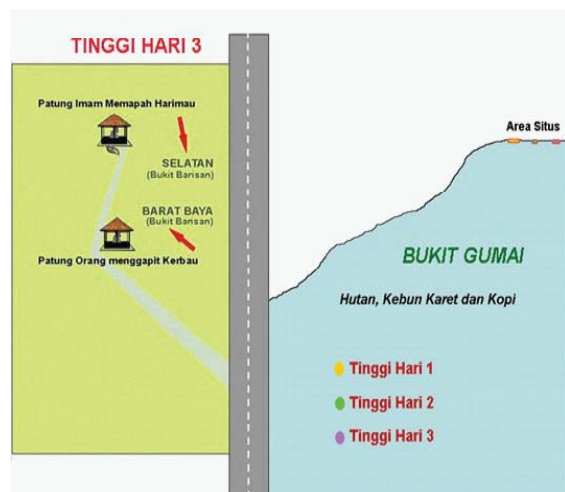 TINGGI HARI 3
Patung Imam Memapah Harimau
SELATAN
(Bukit Barisan)
BARAT BAYA
(Bukit Barisan)
Patung Orang menggapit Kerbau
Area Situs
BUKIT GUMAI
Hutan, Kebun Karet dan Kopi
Tinggi Hari 1
Tinggi Hari 2
Tinggi Hari 3